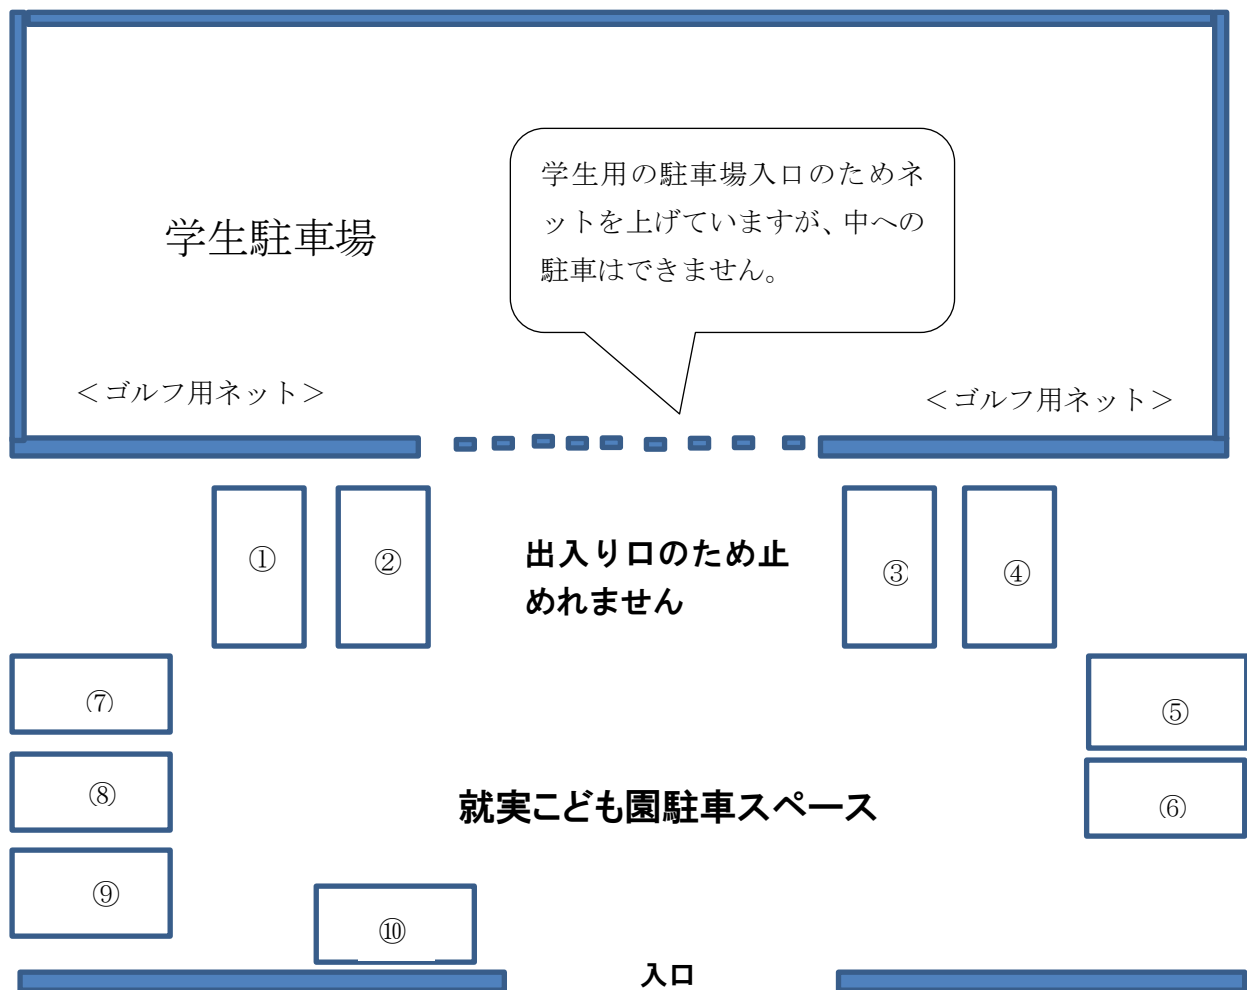 学生用の駐車場入口のためネ
ットを上げていますが、中への
駐車はできません。
学生駐車場
＜ゴルフ用ネット＞
＜ゴルフ用ネット＞
①
②
出入り口のため止
めれません
③
④
⑦
⑤
⑧
就実こども園駐車スペース
⑥
⑨
⑩
入口